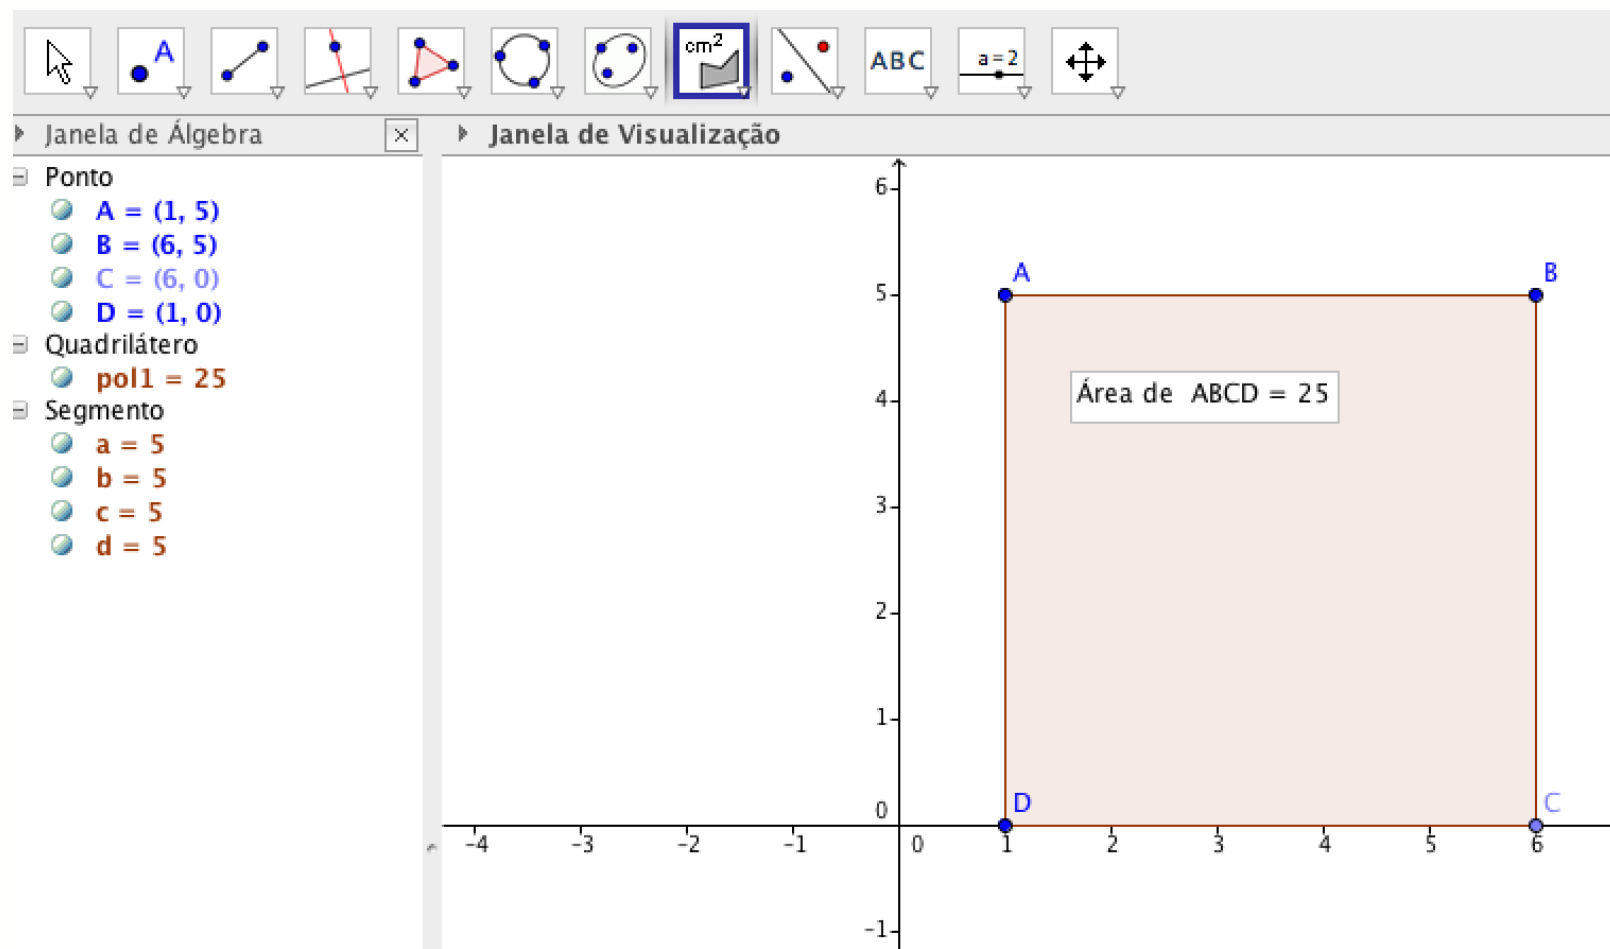 A
cm²
ABC
a=2
Janela de Álgebra
Janela de Visualização
Ponto
A = (1, 5)
B = (6, 5)
C = (6, 0)
D = (1, 0)
Quadrilátero
pol1 = 25
Segmento
a = 5
b = 5
c = 5
d = 5
6
A
B
5
Área de ABCD = 25
4
3
2
1
D
C
0
-4 -3 -2 -1 0 1 2 3 4 5 6
-1